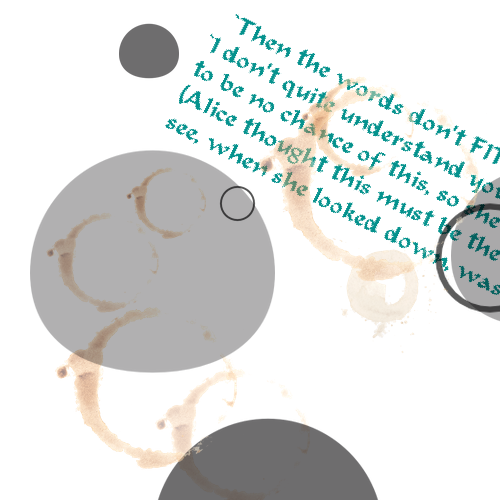 `Then the words don't FIT
`I don't quite understand you
to be no chance of this, so she
(Alice thought this must be the
see, when she looked down, was